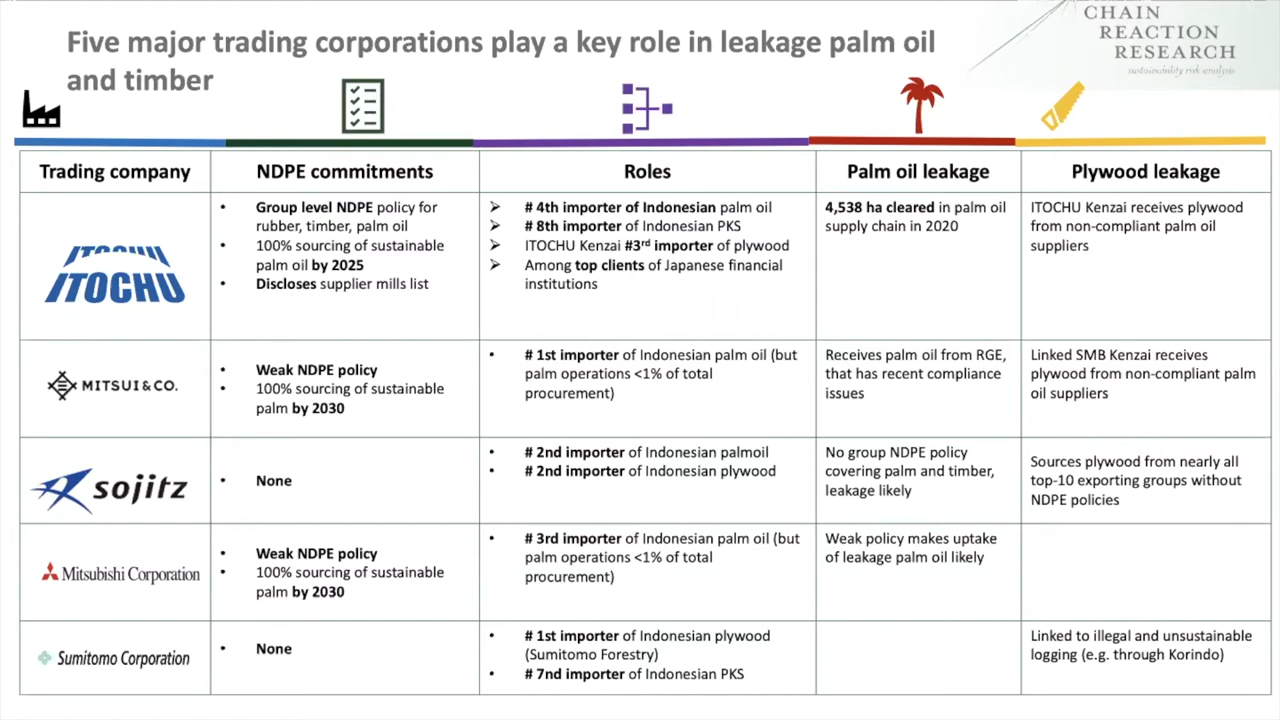 Five major trading corporations play a key role in leakage palm oil
and timber
CHAIN
REACTION
RESEARCH
sustainability risk analysis
Trading company
NDPE commitments
Roles
Palm oil leakage
Plywood leakage
ITOCHU
ITOCHU
• Group level NDPE policy for
rubber, timber, palm oil
• 100% sourcing of sustainable
palm oil by 2025
• Discloses supplier mills list
➢ # 4th importer of Indonesian palm oil
➢ # 8th importer of Indonesian PKS
➢ ITOCHU Kenzai #3rd importer of plywood
➢ Among top clients of Japanese financial
institutions
4,538 ha cleared in palm oil
supply chain in 2020
ITOCHU Kenzai receives plywood
from non-compliant palm oil
suppliers
MITSUI&CO.
• Weak NDPE policy
• 100% sourcing of sustainable
palm by 2030
• # 1st importer of Indonesian palm oil (but
palm operations <1% of total
procurement)
Receives palm oil from RGE,
that has recent compliance
issues
Linked SMB Kenzai receives
plywood from non-compliant palm
oil suppliers
sojitz
• None
• # 2nd importer of Indonesian palmoil
• # 2nd importer of Indonesian plywood
No group NDPE policy
covering palm and timber,
leakage likely
Sources plywood from nearly all
top-10 exporting groups without
NDPE policies
Mitsubishi Corporation
• Weak NDPE policy
• 100% sourcing of sustainable
palm by 2030
• # 3rd importer of Indonesian palm oil (but
palm operations <1% of total
procurement)
Weak policy makes uptake
of leakage palm oil likely
Sumitomo Corporation
• None
• # 1st importer of Indonesian plywood
(Sumitomo Forestry)
• # 7nd importer of Indonesian PKS
Linked to illegal and unsustainable
logging (e.g. through Korindo)